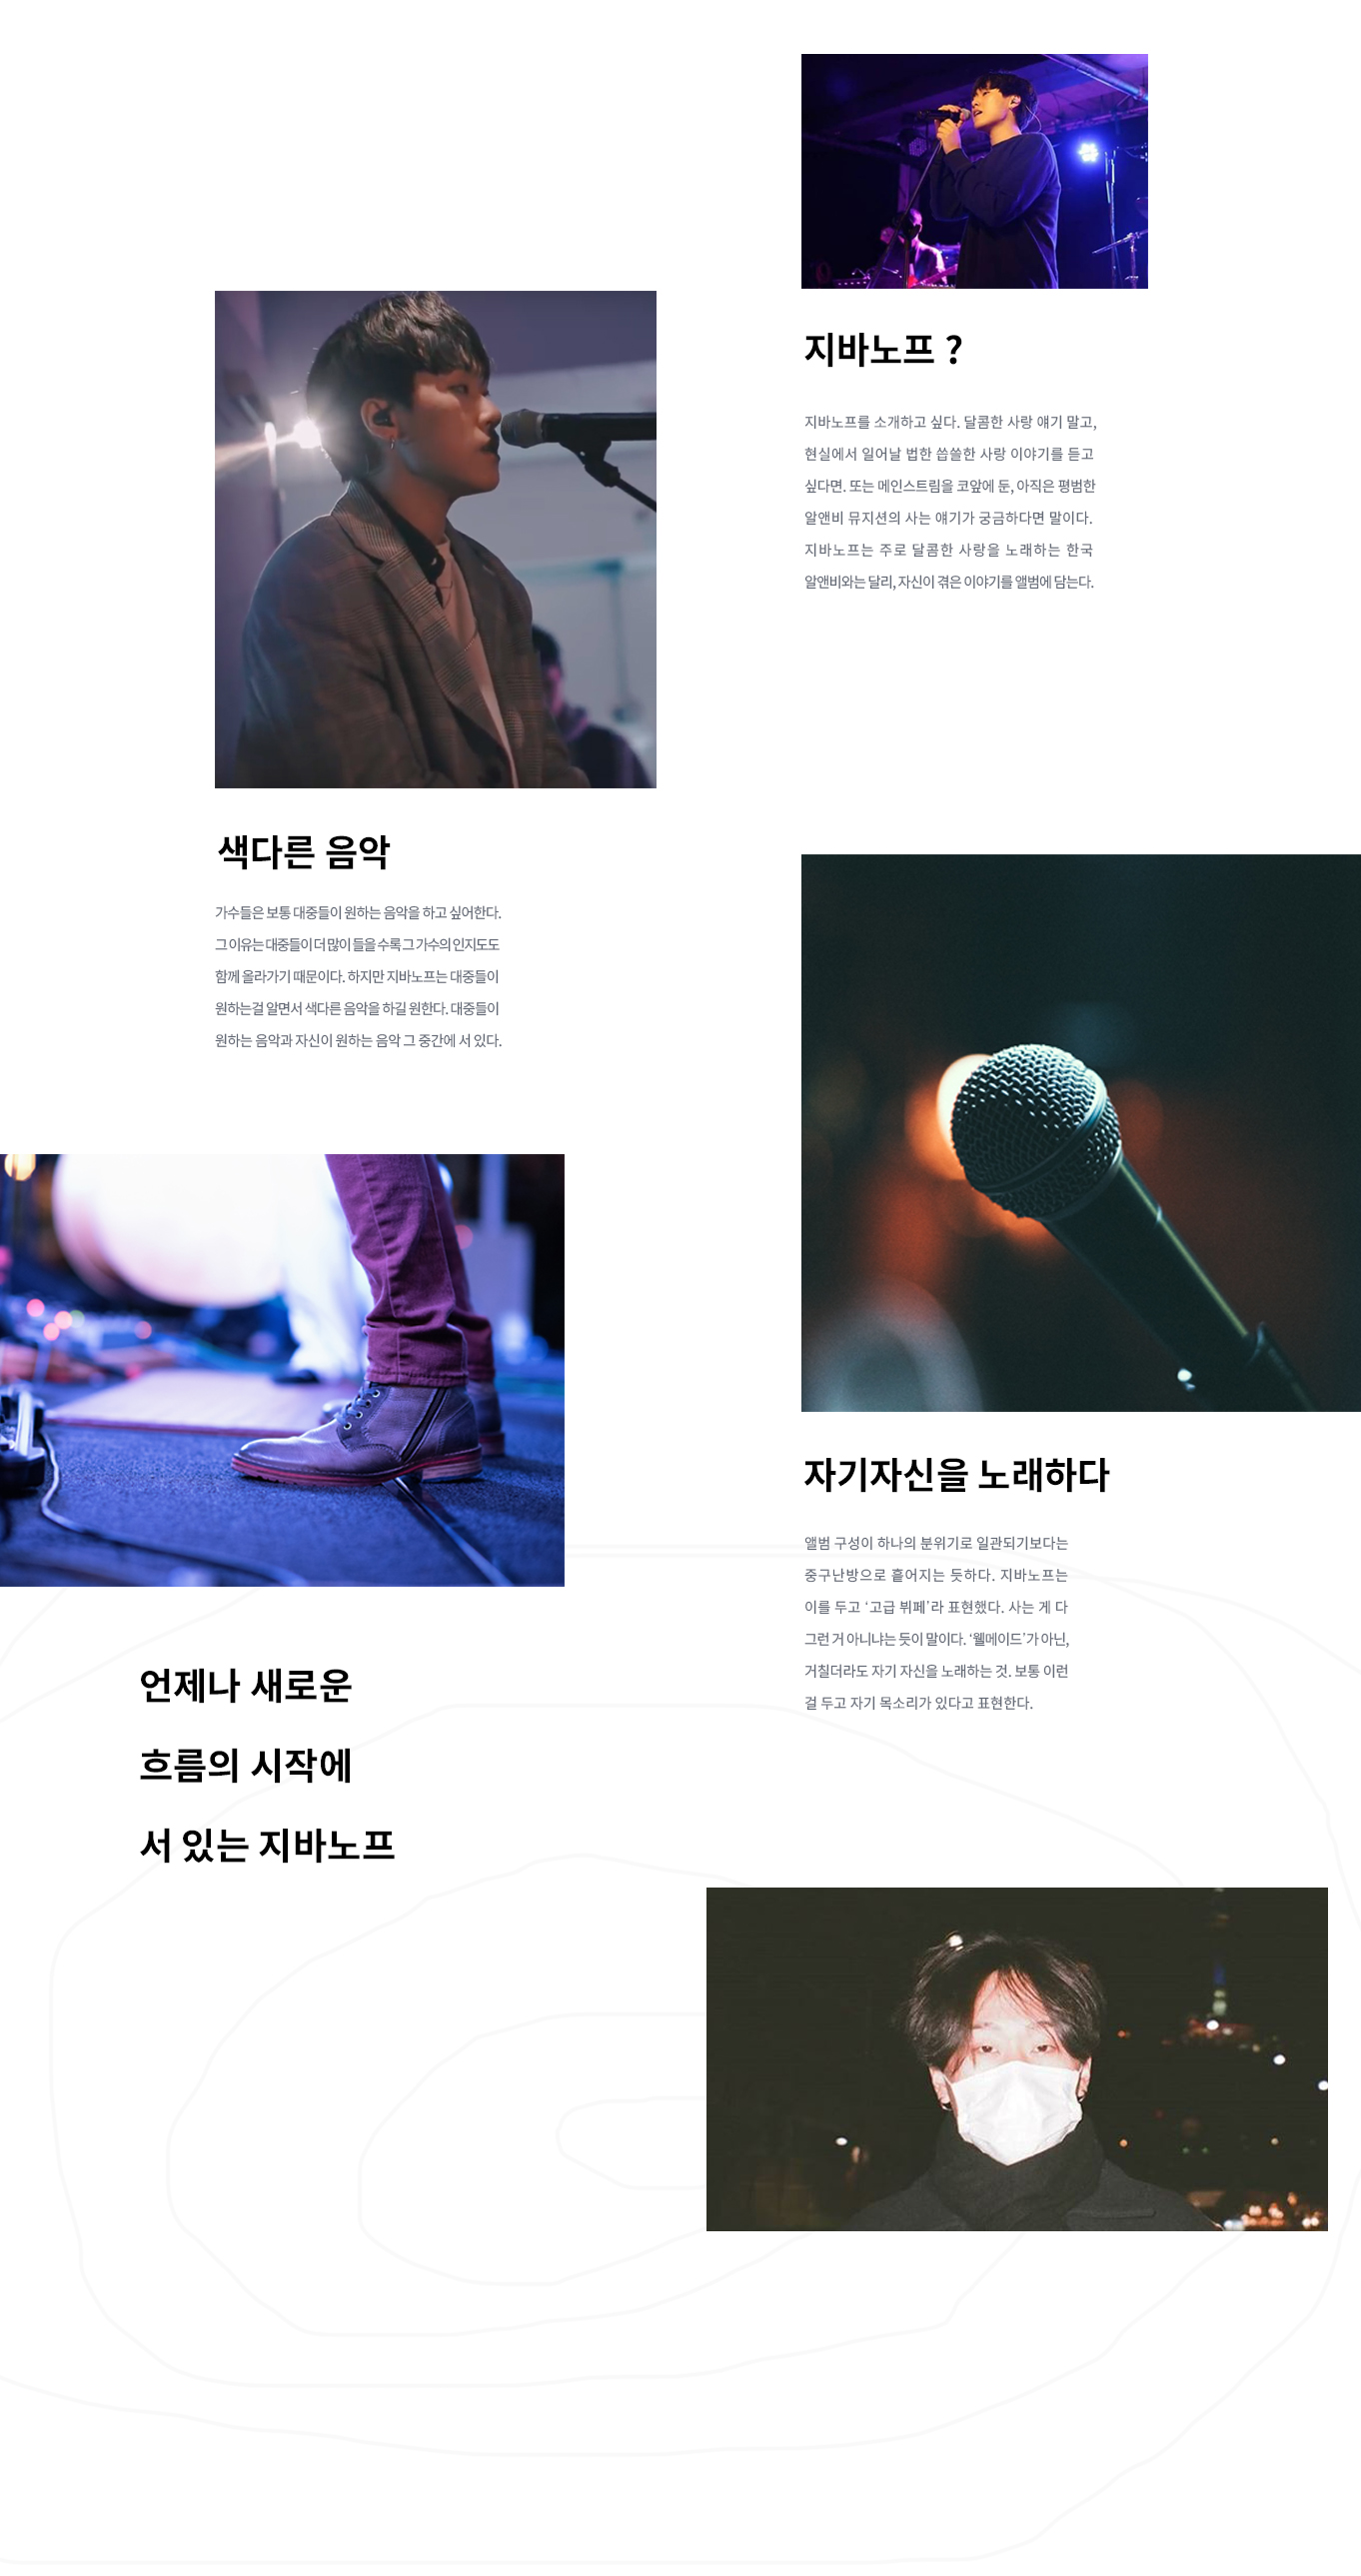 지바노프 ?
지바노프를 소개하고 싶다. 달콤한 사랑 얘기 말고,
현실에서 일어날 법한 씁쓸한 사랑 이야기를 듣고
싶다면. 또는 메인스트림을 코앞에 둔, 아직은 평범한
알앤비 뮤지션의 사는 얘기가 궁금하다면 말이다.
지바노프는 주로 달콤한 사랑을 노래하는 한국
알앤비와는 달리, 자신이 겪은 이야기를 앨범에 담는다.
색다른 음악
가수들은 보통 대중들이 원하는 음악을 하고 싶어한다.
그 이유는 대중들이 더 많이 들을 수록 그 가수의 인지도도
함께 올라가기 때문이다. 하지만 지바노프는 대중들이
원하는걸 알면서 색다른 음악을 하길 원한다. 대중들이
원하는 음악과 자신이 원하는 음악 그 중간에 서 있다.
자기자신을 노래하다
앨범 구성이 하나의 분위기로 일관되기보다는
중구난방으로 흩어지는 듯하다. 지바노프는
이를 두고 ‘고급 뷔페’라 표현했다. 사는 게 다
그런 거 아니냐는 듯이 말이다. ‘웰메이드’가 아닌,
거칠더라도 자기 자신을 노래하는 것. 보통 이런
걸 두고 자기 목소리가 있다고 표현한다.
언제나 새로운
흐름의 시작에
서 있는 지바노프